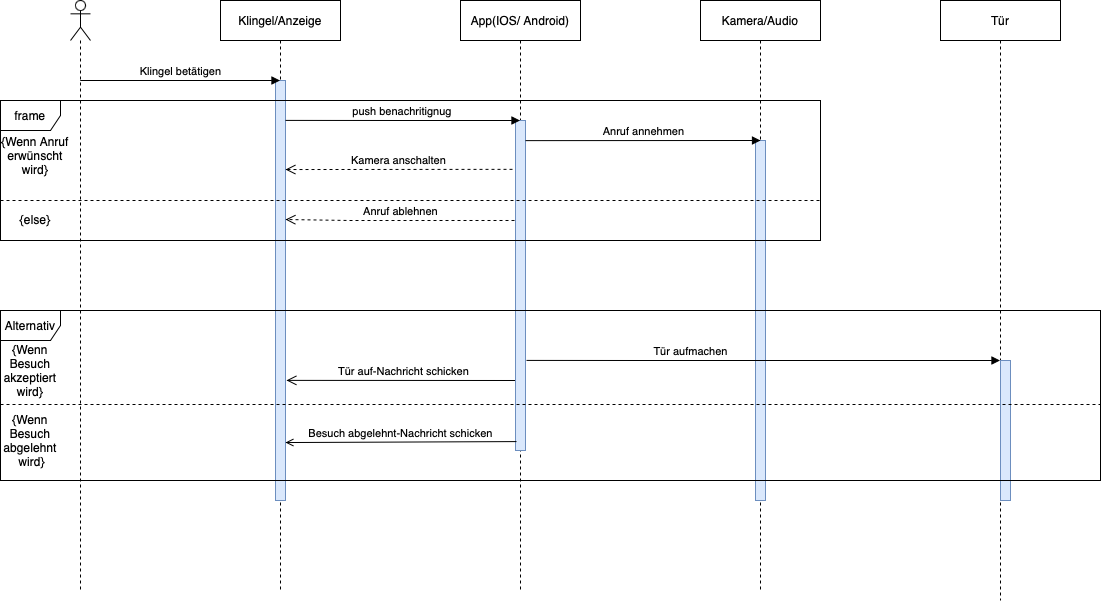 Klingel/Anzeige
App(IOS/ Android)
Kamera/Audio
Tür
Klingel betätigen
frame
push benachritignug
{Wenn Anruf
erwünscht
wird}
Anruf annehmen
Kamera anschalten
{else}
Anruf ablehnen
Alternativ
{Wenn
Besuch
akzeptiert
wird}
Tür aufmachen
Tür auf-Nachricht schicken
{Wenn
Besuch
abgelehnt
wird}
Besuch abgelehnt-Nachricht schicken